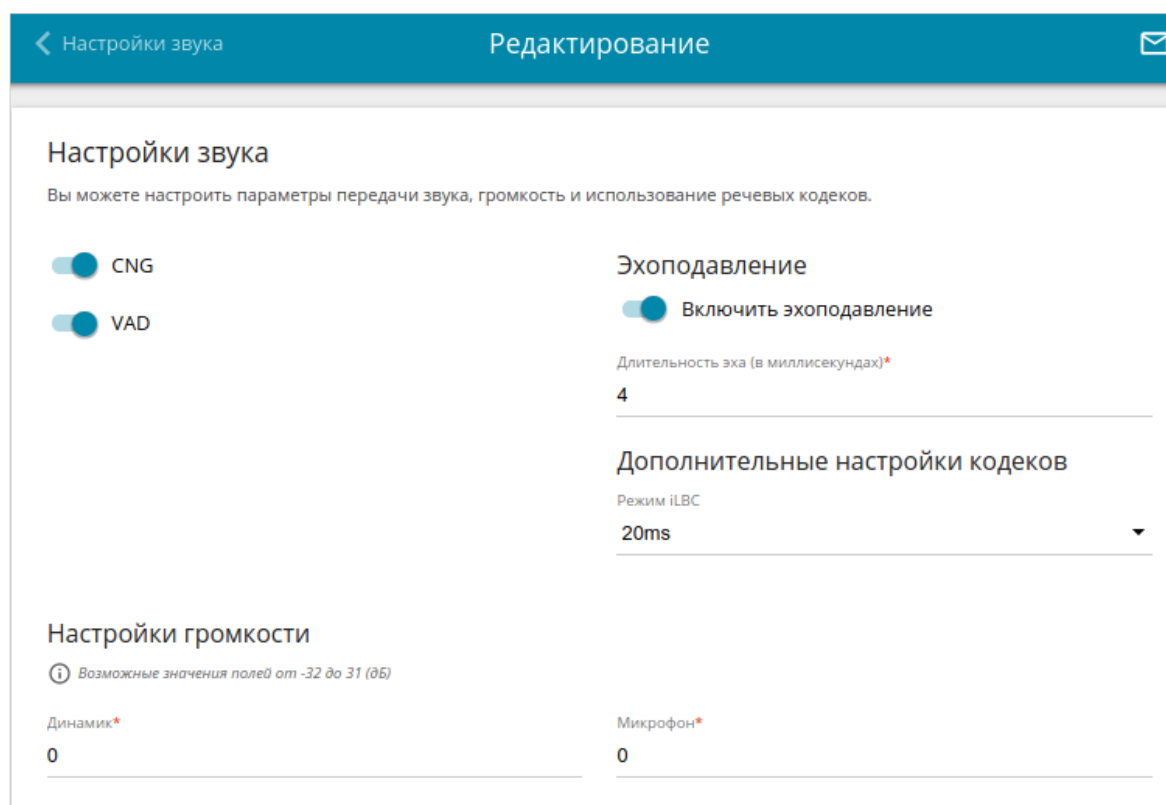 Настройки звука
Редактирование
Настройки звука
Вы можете настроить параметры передачи звука, громкость и использование речевых кодеков.
CNG
VAD
Эхоподавление
Включить эхоподавление
Длительность эха (в миллисекундах)*
4
Дополнительные настройки кодеков
Режим iLBC
20ms
Настройки громкости
Возможные значения полей от -32 до 31 (дБ)
Динамик*
0
Микрофон*
0